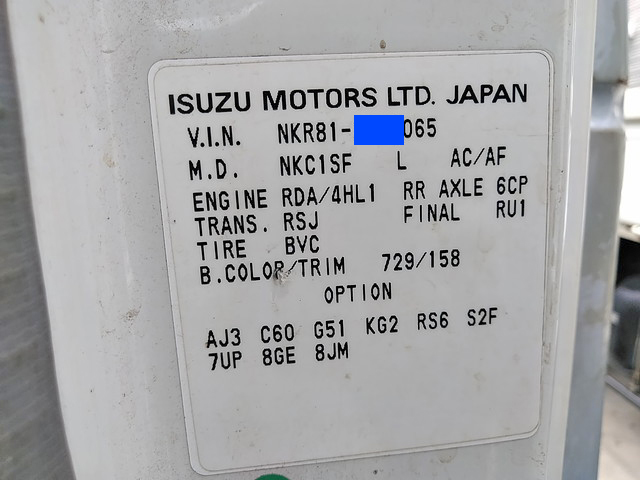 ISUZU MOTORS LTD. JAPAN
V.I.N. NKR81- 065
M.D. NKC1SF L AC/AF
ENGINE RDA/4HL1 RR AXLE 6CP
TRANS. RSJ FINAL RU1
TIRE BVC
B.COLOR/TRIM 729/158
OPTION
AJ3 C60 G51 KG2 RS6 S2F
7UP 8GE 8JM